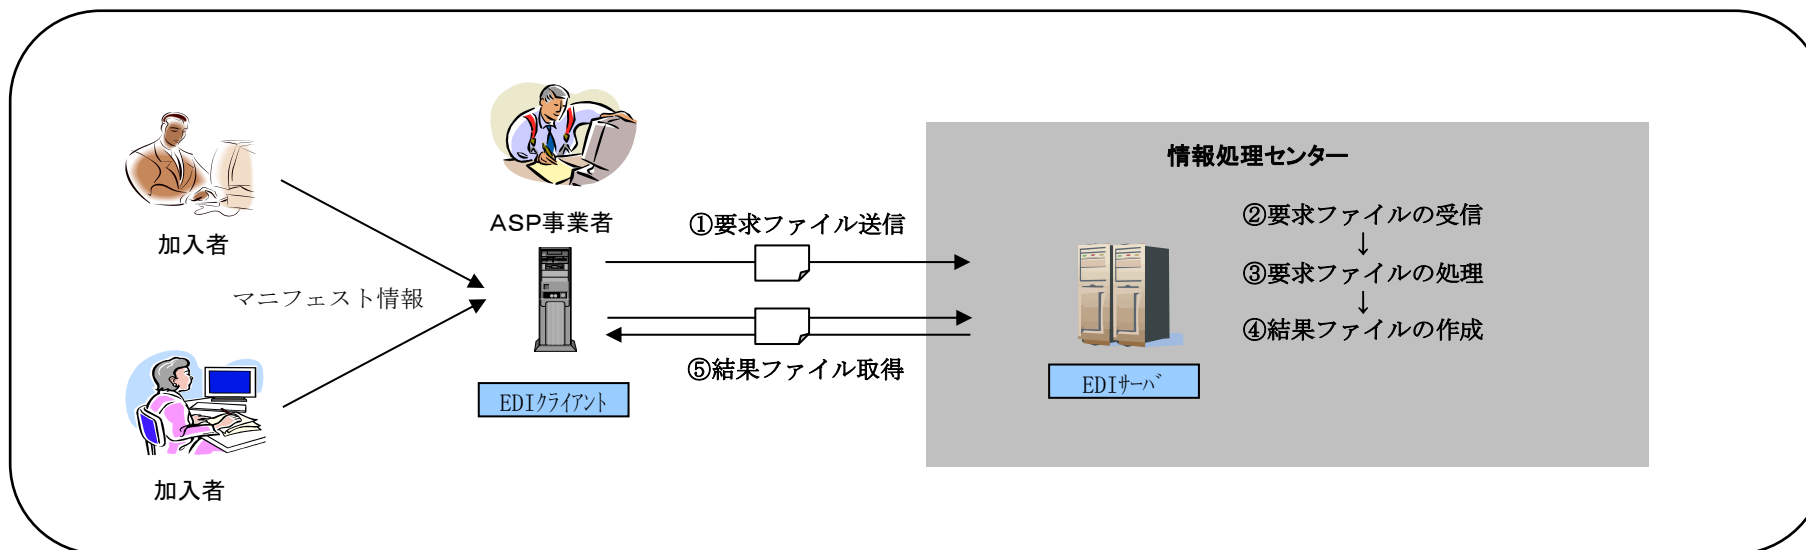 加入者
マニフェスト情報
加入者
ASP事業者
EDIクライアント
①要求ファイル送信
⑤結果ファイル取得
情報処理センター
EDIサーバ
②要求ファイルの受信
↓
③要求ファイルの処理
↓
④結果ファイルの作成